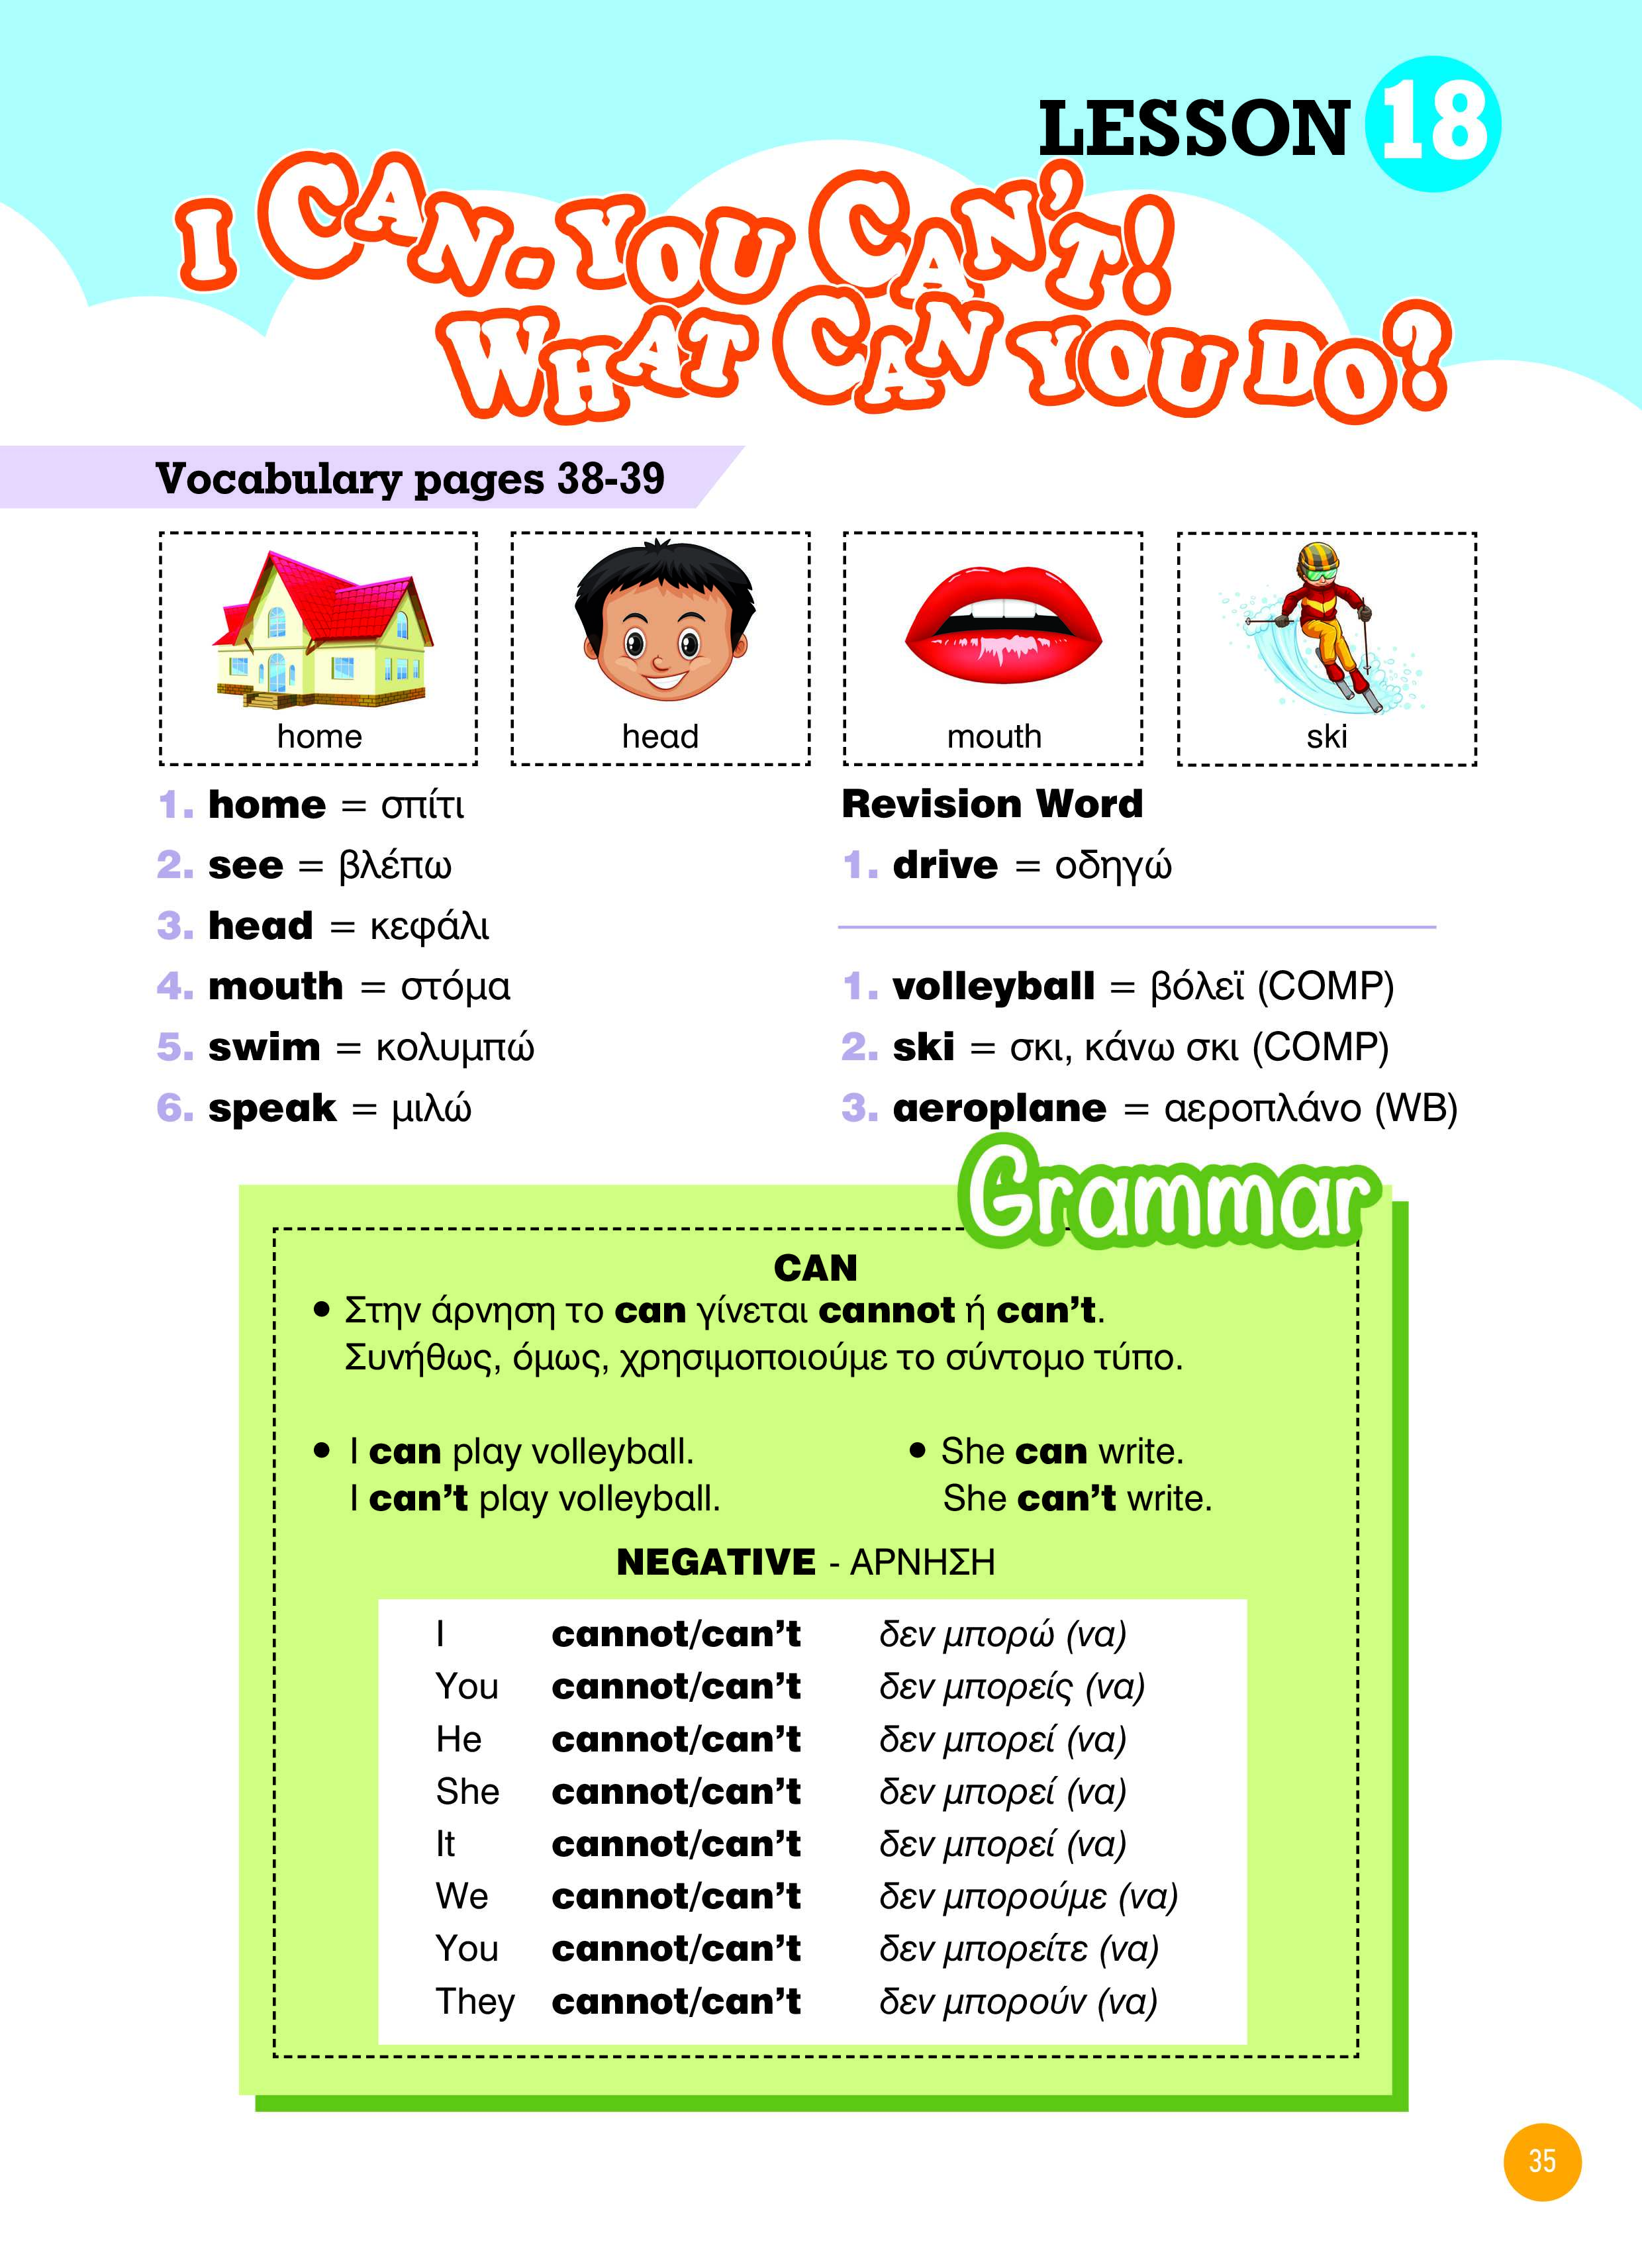 LESSON 18
I CAN-YOU CAN'T!
WHAT CAN YOU DO?
Vocabulary pages 38-39
home
head
mouth
ski
1. home = σπίτι
2. see = βλέπω
3. head = κεφάλι
4. mouth = στόμα
5. swim = κολυμπώ
6. speak = μιλώ
Revision Word
1. drive = οδηγώ
1. volleyball = βόλεϊ (COMP)
2. ski = σκι, κάνω σκι (COMP)
3. aeroplane = αεροπλάνο (WB)
Grammar
CAN
• Στην άρνηση το can γίνεται cannot ή can't.
Συνήθως, όμως, χρησιμοποιούμε το σύντομο τύπο.
• I can play volleyball.
I can't play volleyball.
• She can write.
She can't write.
NEGATIVE - ΑΡΝΗΣΗ
I cannot/can't δεν μπορώ (να)
You cannot/can't δεν μπορείς (να)
He cannot/can't δεν μπορεί (να)
She cannot/can't δεν μπορεί (να)
It cannot/can't δεν μπορεί (να)
We cannot/can't δεν μπορούμε (να)
You cannot/can't δεν μπορείτε (να)
They cannot/can't δεν μπορούν (να)
35